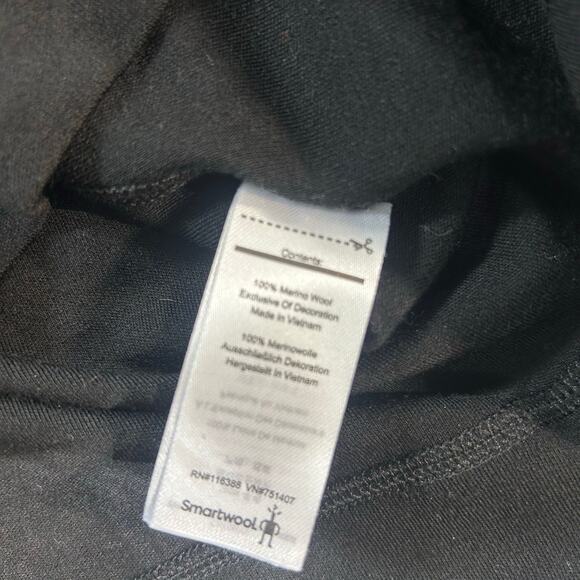 Contents:
100% Merino Wool
Exclusive Of Decoration
Made in Vietnam
100% Merinowolle
Ausschließlich Dekoration
Hergestellt in Vietnam
RN#116388 VN#751407
Smartwool